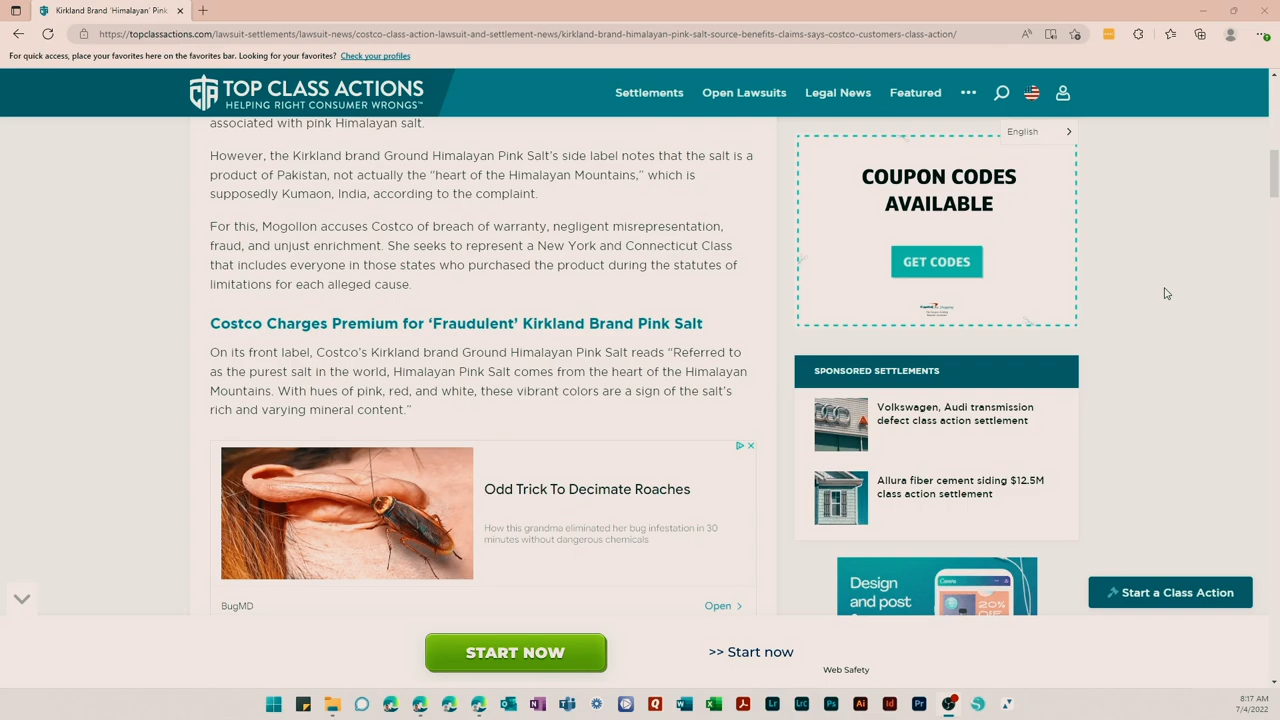 Kirkland Brand ‘Himalayan’ Pink
https://topclassactions.com/lawsuit-settlements/lawsuit-news/costco-class-action-lawsuit-and-settlement-news/kirkland-brand-himalayan-pink-salt-source-benefits-claims-says-costco-customers-class-action/
For quick access, place your favorites here on the favorites bar. Looking for your favorites? Check your profiles
TOP CLASS ACTIONS
HELPING RIGHT CONSUMER WRONGS™
Settlements Open Lawsuits Legal News Featured
English
associated with pink Himalayan salt.
However, the Kirkland brand Ground Himalayan Pink Salt’s side label notes that the salt is a
product of Pakistan, not actually the “heart of the Himalayan Mountains,” which is
supposedly Kumaon, India, according to the complaint.
For this, Mogollon accuses Costco of breach of warranty, negligent misrepresentation,
fraud, and unjust enrichment. She seeks to represent a New York and Connecticut Class
that includes everyone in those states who purchased the product during the statutes of
limitations for each alleged cause.
Costco Charges Premium for ‘Fraudulent’ Kirkland Brand Pink Salt
On its front label, Costco’s Kirkland brand Ground Himalayan Pink Salt reads “Referred to
as the purest salt in the world, Himalayan Pink Salt comes from the heart of the Himalayan
Mountains. With hues of pink, red, and white, these vibrant colors are a sign of the salt’s
rich and varying mineral content.”
Odd Trick To Decimate Roaches
How this grandma eliminated her bug infestation in 30
minutes without dangerous chemicals
BugMD
Open
COUPON CODES
AVAILABLE
GET CODES
SPONSORED SETTLEMENTS
Volkswagen, Audi transmission
defect class action settlement
Allura fiber cement siding $12.5M
class action settlement
Design
and post
20%
Start a Class Action
START NOW
>> Start now
Web Safety
8:17 AM
7/4/2022